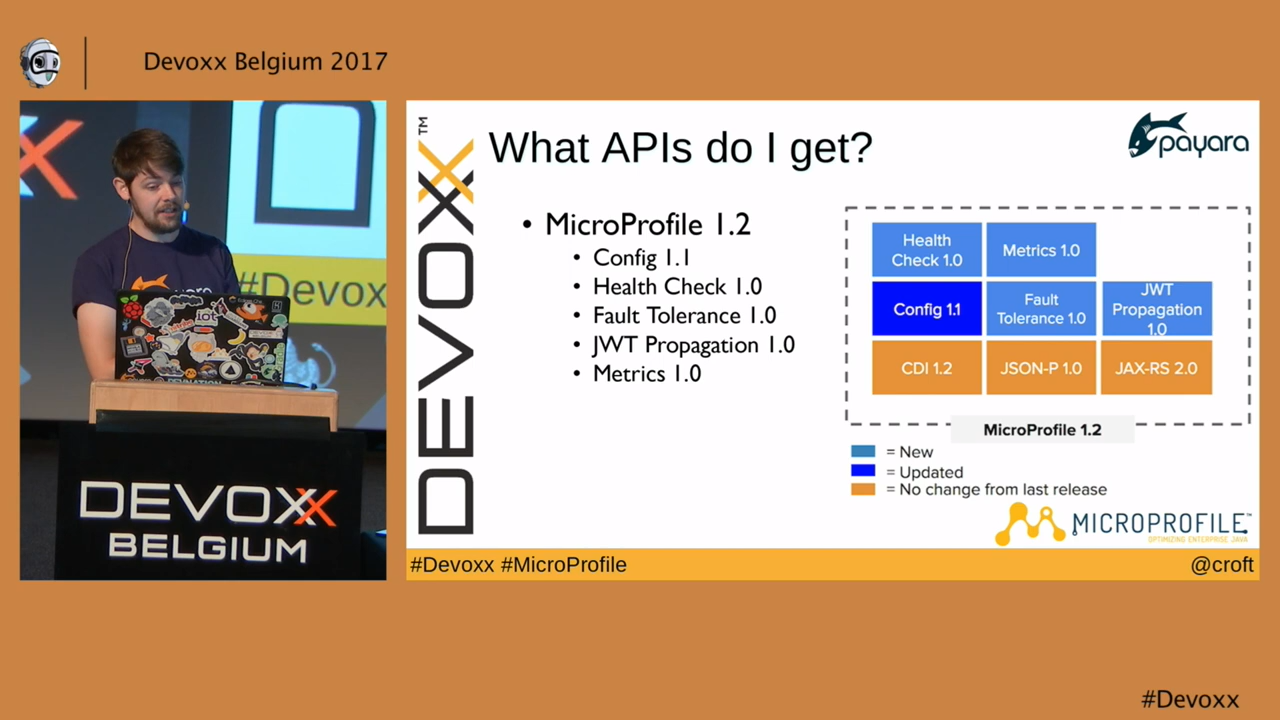 Devoxx Belgium 2017
#Devox
DEVOXX
BELGIUM
DEVOXX™
What APIs do I get?
payara
• MicroProfile 1.2
• Config 1.1
• Health Check 1.0
• Fault Tolerance 1.0
• JWT Propagation 1.0
• Metrics 1.0
Health
Check 1.0
Metrics 1.0
Config 1.1
Fault
Tolerance 1.0
JWT
Propagation
1.0
CDI 1.2
JSON-P 1.0
JAX-RS 2.0
MicroProfile 1.2
= New
= Updated
= No change from last release
MICROPROFILE™
OPTIMIZING ENTERPRISE JAVA
#Devoxx #MicroProfile
@croft
#Devoxx